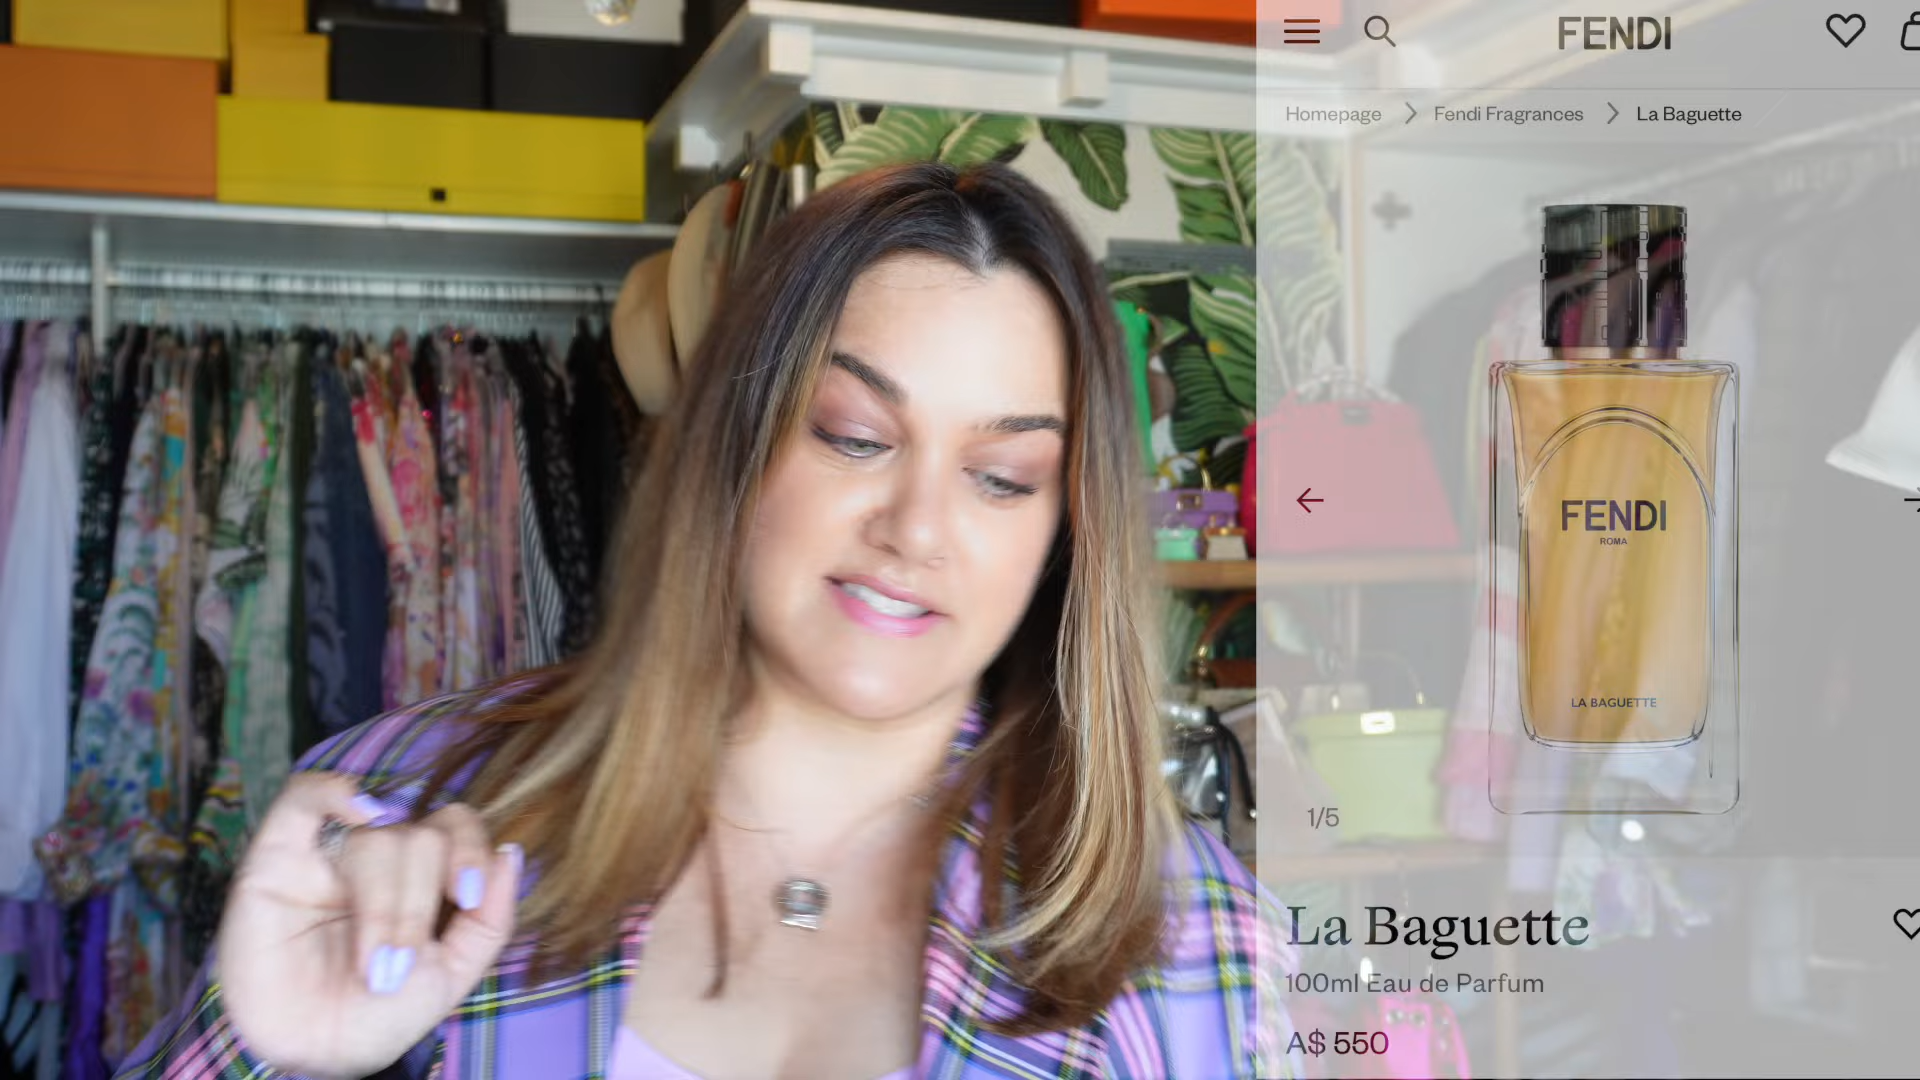 FENDI
Homepage > Fendi Fragrances > La Baguette
FENDI
ROMA
LA BAGUETTE
1/5
La Baguette
100ml Eau de Parfum
A$ 550